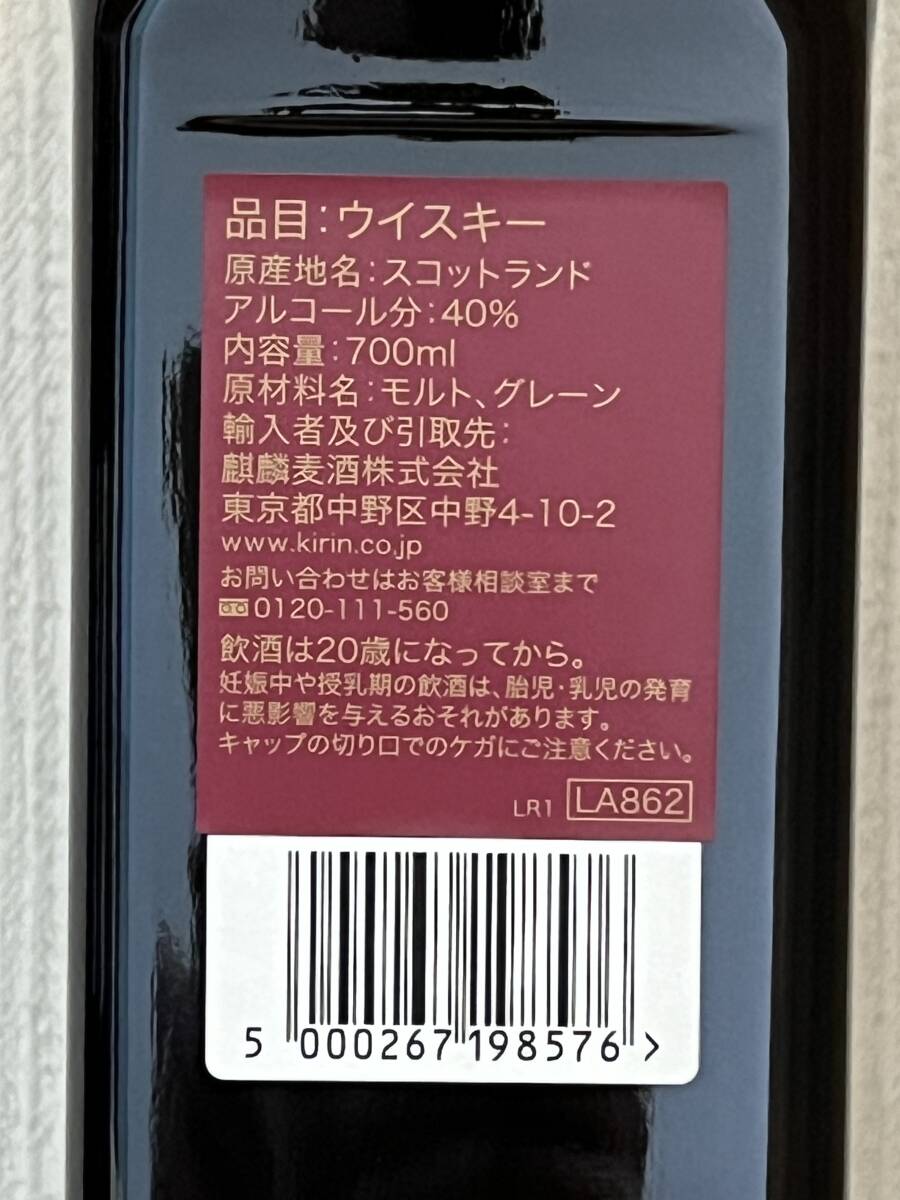 品目:ウイスキー
原産地名:スコットランド
アルコール分:40%
内容量:700ml
原材料名:モルト、グレーン
輸入者及び引取先:
麒麟麦酒株式会社
東京都中野区中野4-10-2
www.kirin.co.jp
お問い合わせはお客様相談室まで
0120-111-560
飲酒は20歳になってから。
妊娠中や授乳期の飲酒は、胎児・乳児の発育
に悪影響を与えるおそれがあります。
キャップの切り口でのケガにご注意ください。
LR1 LA862
5 000267 198576 >